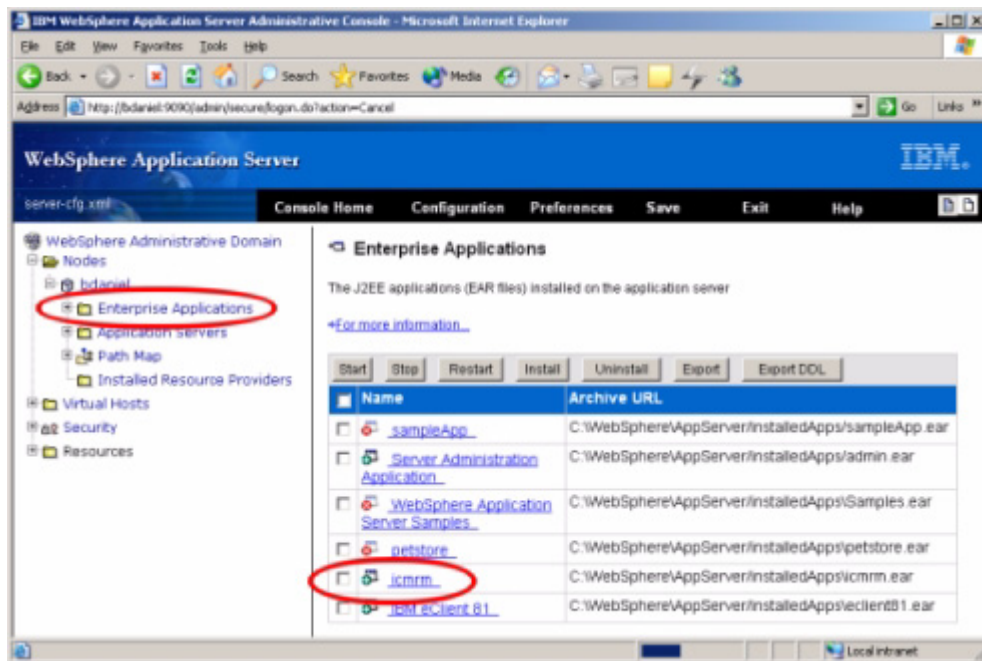 IBM WebSphere Application Server Administrative Console - Microsoft Internet Explorer
File Edit View Favorites Tools Help
Back Search Favorites Media
Address http://bdaniel:9090/admin/secure/logon.do?action=Cancel Go Links »
WebSphere Application Server IBM.
server-cfg.xml Console Home Configuration Preferences Save Exit Help
WebSphere Administrative Domain
Nodes
bdaniel
Enterprise Applications
Application Servers
Path Map
Installed Resource Providers
Virtual Hosts
Security
Resources
Enterprise Applications
The J2EE applications (EAR files) installed on the application server
For more information...
Start Stop Restart Install Uninstall Export Export DDL
Name Archive URL
sampleApp C:\WebSphere\AppServer/installedApps/sampleApp.ear
Server Administration C:\WebSphere\AppServer/installedApps/admin.ear
Application
WebSphere Application C:\WebSphere\AppServer/installedApps\Samples.ear
Server Samples
petstore C:\WebSphere\AppServer/installedApps\petstore.ear
icmrm C:\WebSphere\AppServer/installedApps\icmrm.ear
IBM eClient 81 C:\WebSphere\AppServer/installedApps\eclient81.ear
Local intranet